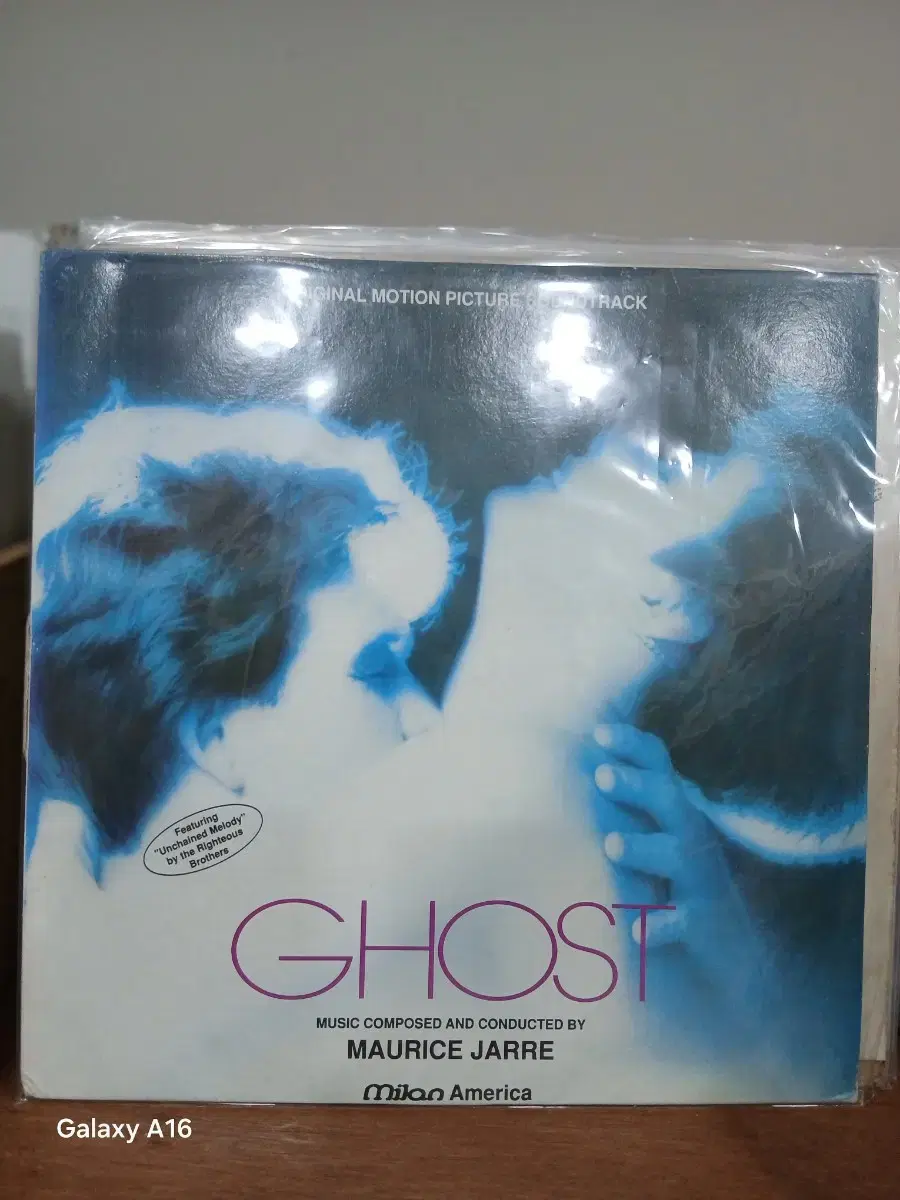 MOTION PICTURE
Featuring
"Unchained Melody"
by the Righteous
Brothers
GHOST
MUSIC COMPOSED AND CONDUCTED BY
MAURICE JARRE
Milan America
Galaxy A16